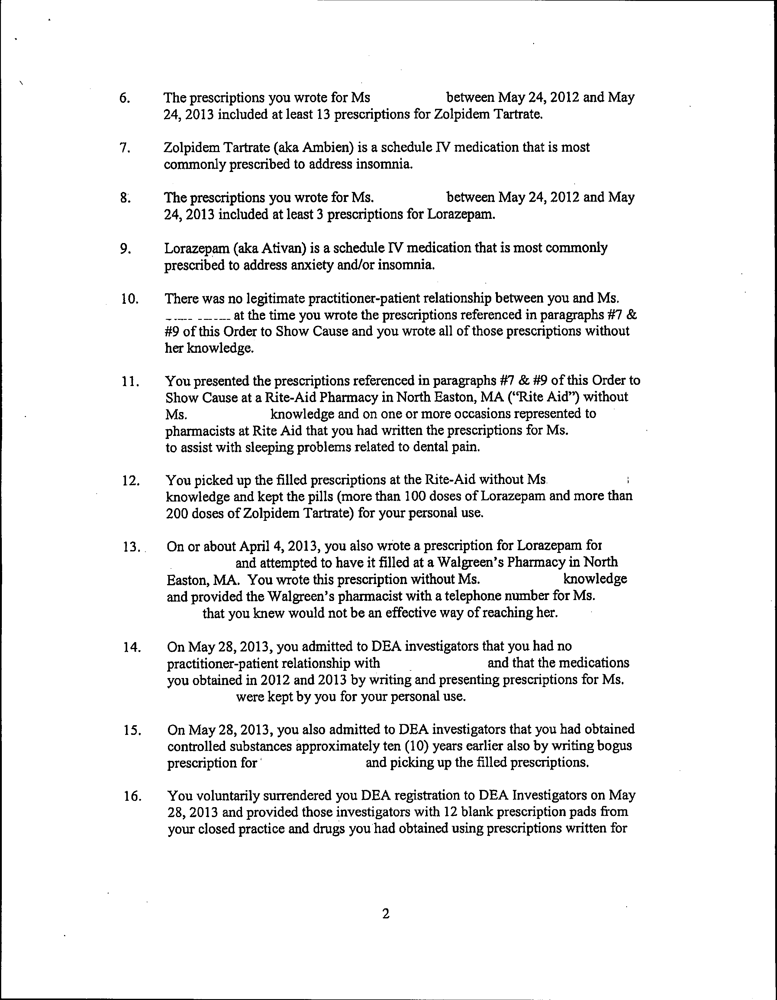 6. The prescriptions you wrote for Ms between May 24, 2012 and May
24, 2013 included at least 13 prescriptions for Zolpidem Tartrate.
7. Zolpidem Tartrate (aka Ambien) is a schedule IV medication that is most
commonly prescribed to address insomnia.
8. The prescriptions you wrote for Ms. between May 24, 2012 and May
24, 2013 included at least 3 prescriptions for Lorazepam.
9. Lorazepam (aka Ativan) is a schedule IV medication that is most commonly
prescribed to address anxiety and/or insomnia.
10. There was no legitimate practitioner-patient relationship between you and Ms.
at the time you wrote the prescriptions referenced in paragraphs #7 &
#9 of this Order to Show Cause and you wrote all of those prescriptions without
her knowledge.
11. You presented the prescriptions referenced in paragraphs #7 & #9 of this Order to
Show Cause at a Rite-Aid Pharmacy in North Easton, MA ("Rite Aid") without
Ms. knowledge and on one or more occasions represented to
pharmacists at Rite Aid that you had written the prescriptions for Ms.
to assist with sleeping problems related to dental pain.
12. You picked up the filled prescriptions at the Rite-Aid without Ms.
knowledge and kept the pills (more than 100 doses of Lorazepam and more than
200 doses of Zolpidem Tartrate) for your personal use.
13. On or about April 4, 2013, you also wrote a prescription for Lorazepam for
and attempted to have it filled at a Walgreen's Pharmacy in North
Easton, MA. You wrote this prescription without Ms. knowledge
and provided the Walgreen's pharmacist with a telephone number for Ms.
that you knew would not be an effective way of reaching her.
14. On May 28, 2013, you admitted to DEA investigators that you had no
practitioner-patient relationship with and that the medications
you obtained in 2012 and 2013 by writing and presenting prescriptions for Ms.
were kept by you for your personal use.
15. On May 28, 2013, you also admitted to DEA investigators that you had obtained
controlled substances approximately ten (10) years earlier also by writing bogus
prescription for and picking up the filled prescriptions.
16. You voluntarily surrendered you DEA registration to DEA Investigators on May
28, 2013 and provided those investigators with 12 blank prescription pads from
your closed practice and drugs you had obtained using prescriptions written for
2